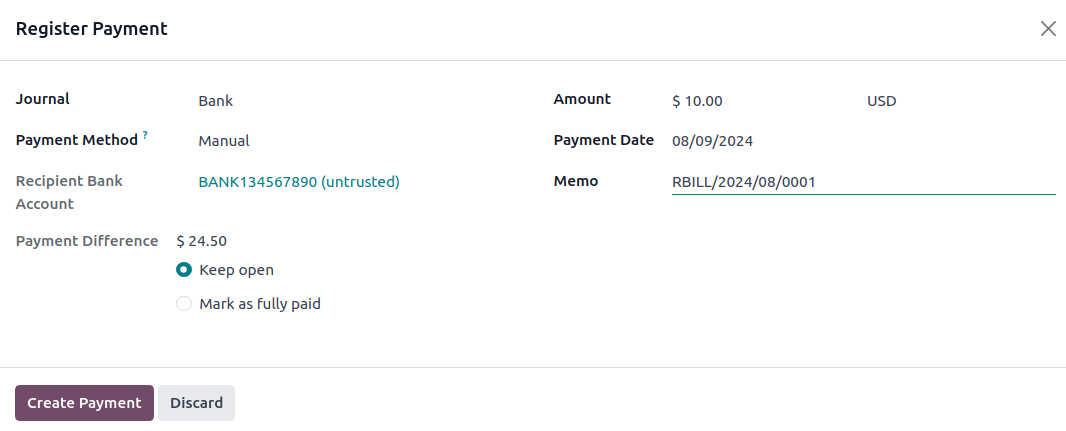 Register Payment
Journal Bank
Amount $ 10.00 USD
Payment Method ? Manual
Payment Date 08/09/2024
Recipient Bank Account BANK134567890 (untrusted)
Memo RBILL/2024/08/0001
Payment Difference $ 24.50
Keep open
Mark as fully paid
Create Payment Discard